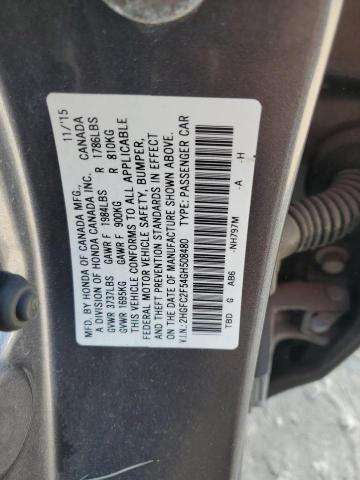 MFD. BY HONDA OF CANADA MFG., 11/'15
A DIVISION OF HONDA CANADA INC. CANADA
GVWR 3737LBS GAWR F 1984LBS R 1786LBS
GVWR 1695KG GAWR F 900KG R 810KG
THIS VEHICLE CONFORMS TO ALL APPLICABLE
FEDERAL MOTOR VEHICLE SAFETY, BUMPER,
AND THEFT PREVENTION STANDARDS IN EFFECT
ON THE DATE OF MANUFACTURE SHOWN ABOVE.
V.I.N.: 2HGFC2F54GH508480 TYPE: PASSENGER CAR
TBD G AB6 -NH797M -A -H